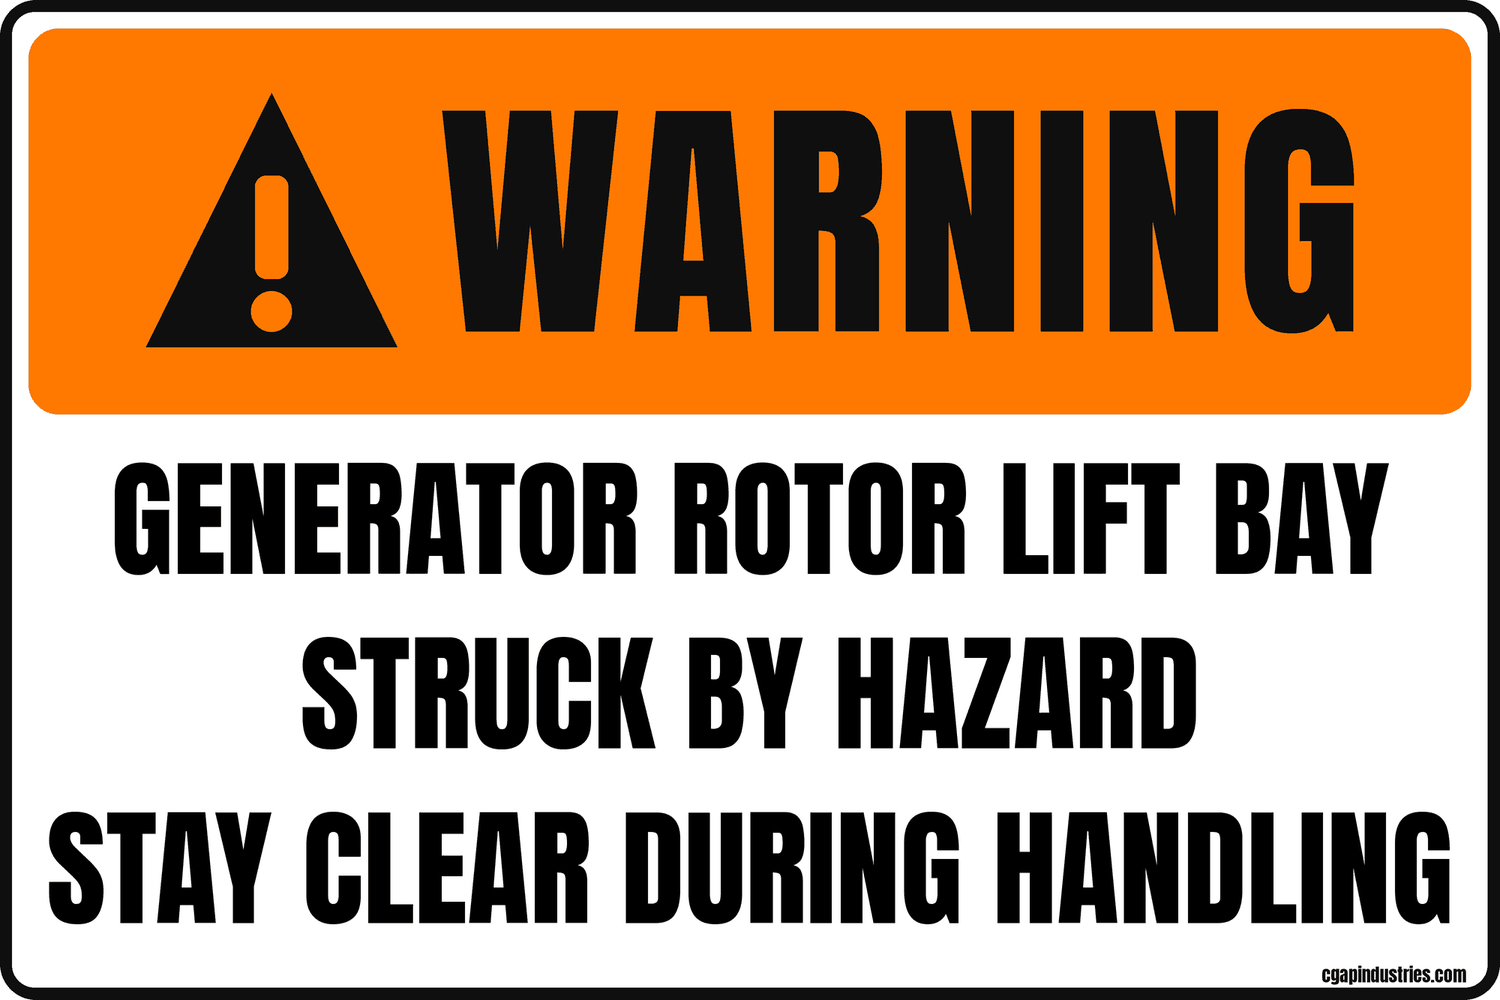 WARNING
GENERATOR ROTOR LIFT BAY
STRUCK BY HAZARD
STAY CLEAR DURING HANDLING
cgapindustries.com